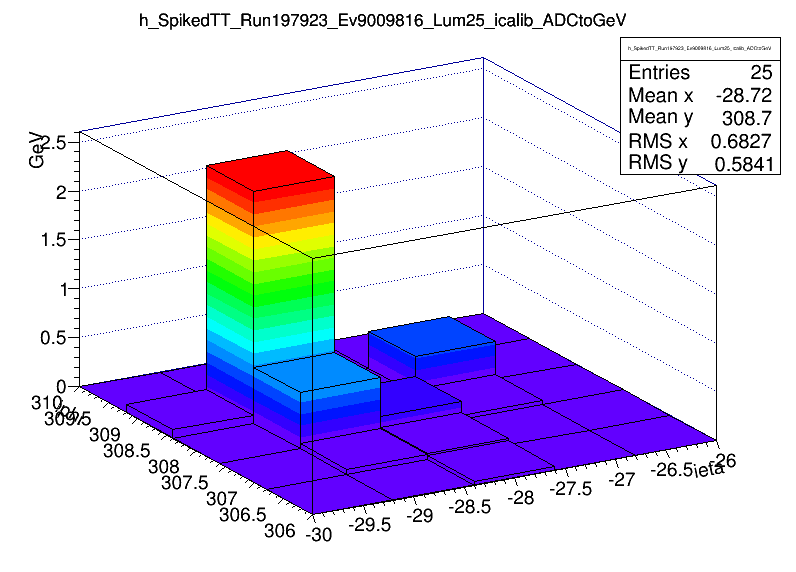 h_SpikedTT_Run197923_Ev9009816_Lum25_icalib_ADCtoGeV
h_SpikedTT_Run197923_Ev9009816_Lum25_icalib_ADCtoGeV
Entries 25
Mean x -28.72
Mean y 308.7
RMS x 0.6827
RMS y 0.5841
GeV
2.5
2
1.5
1
0.5
0
310
309.5
309
308.5
308
307.5
307
306.5
306
-30
-29.5
-29
-28.5
-28
-27.5
-27
-26.5
-26
ieta